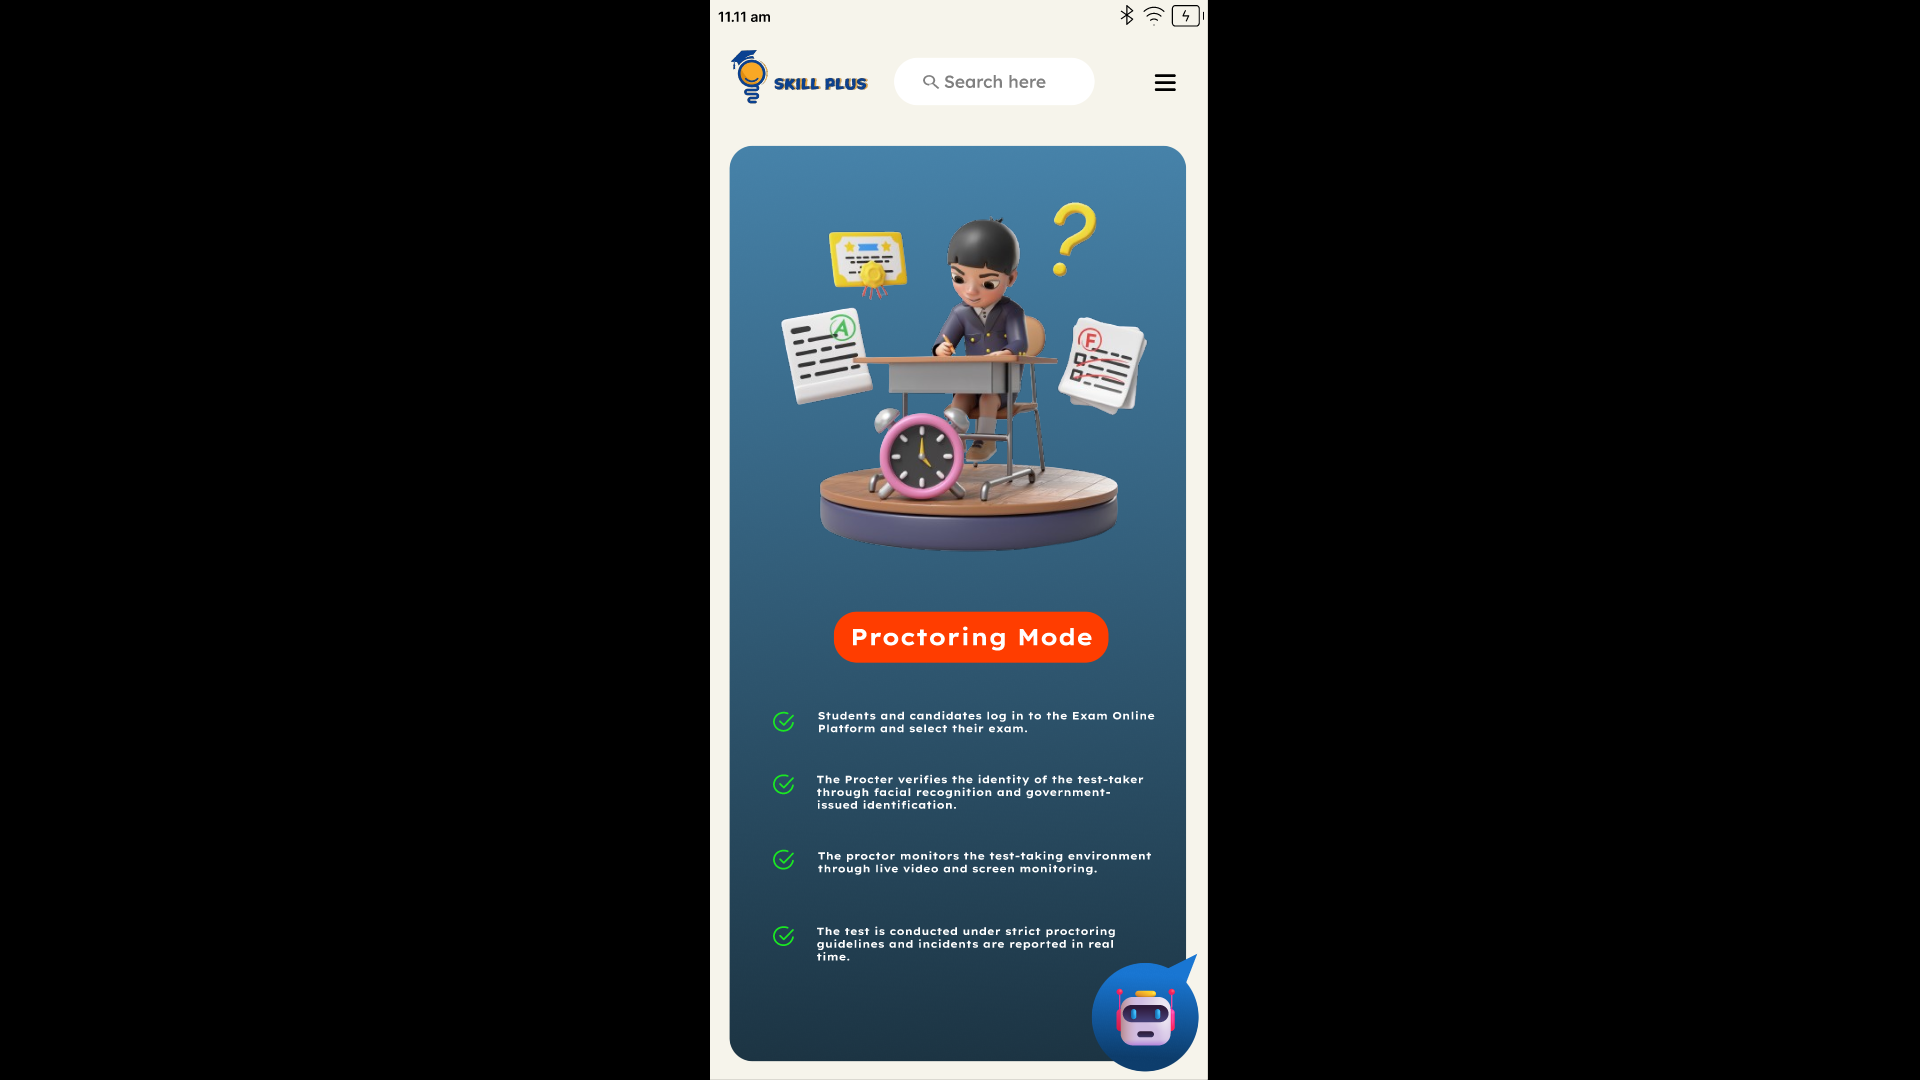 11.11 am
SKILL PLUS
Search here
?
A
F
Proctoring Mode
Students and candidates log in to the Exam Online
Platform and select their exam.
The Procter verifies the identity of the test-taker
through facial recognition and government-
issued identification.
The proctor monitors the test-taking environment
through live video and screen monitoring.
The test is conducted under strict proctoring
guidelines and incidents are reported in real
time.